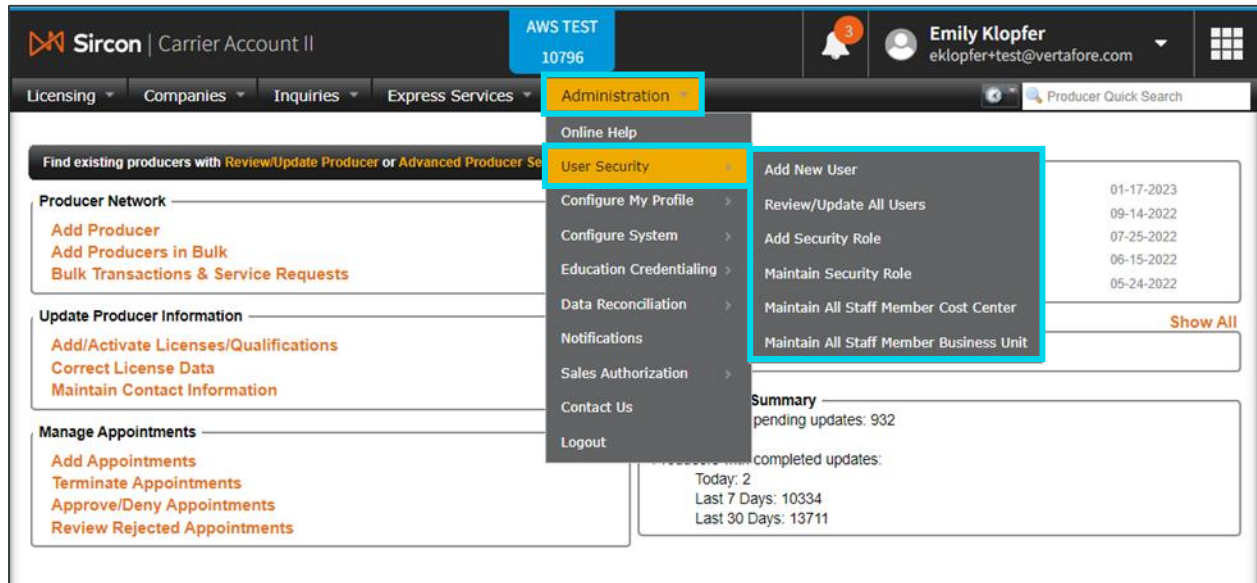 Sircon | Carrier Account II
AWS TEST
10796
3
Emily Klopfer
eklopfer+test@vertafore.com
Licensing Companies Inquiries Express Services Administration Producer Quick Search
Find existing producers with Review/Update Producer or Advanced Producer Se
Producer Network
Add Producer
Add Producers in Bulk
Bulk Transactions & Service Requests
Update Producer Information
Add/Activate Licenses/Qualifications
Correct License Data
Maintain Contact Information
Manage Appointments
Add Appointments
Terminate Appointments
Approve/Deny Appointments
Review Rejected Appointments
Online Help
User Security
Configure My Profile
Configure System
Education Credentialing
Data Reconciliation
Notifications
Sales Authorization
Contact Us
Logout
Add New User
Review/Update All Users
Add Security Role
Maintain Security Role
Maintain All Staff Member Cost Center
Maintain All Staff Member Business Unit
01-17-2023
09-14-2022
07-25-2022
06-15-2022
05-24-2022
Show All
Summary
pending updates: 932
completed updates:
Today: 2
Last 7 Days: 10334
Last 30 Days: 13711